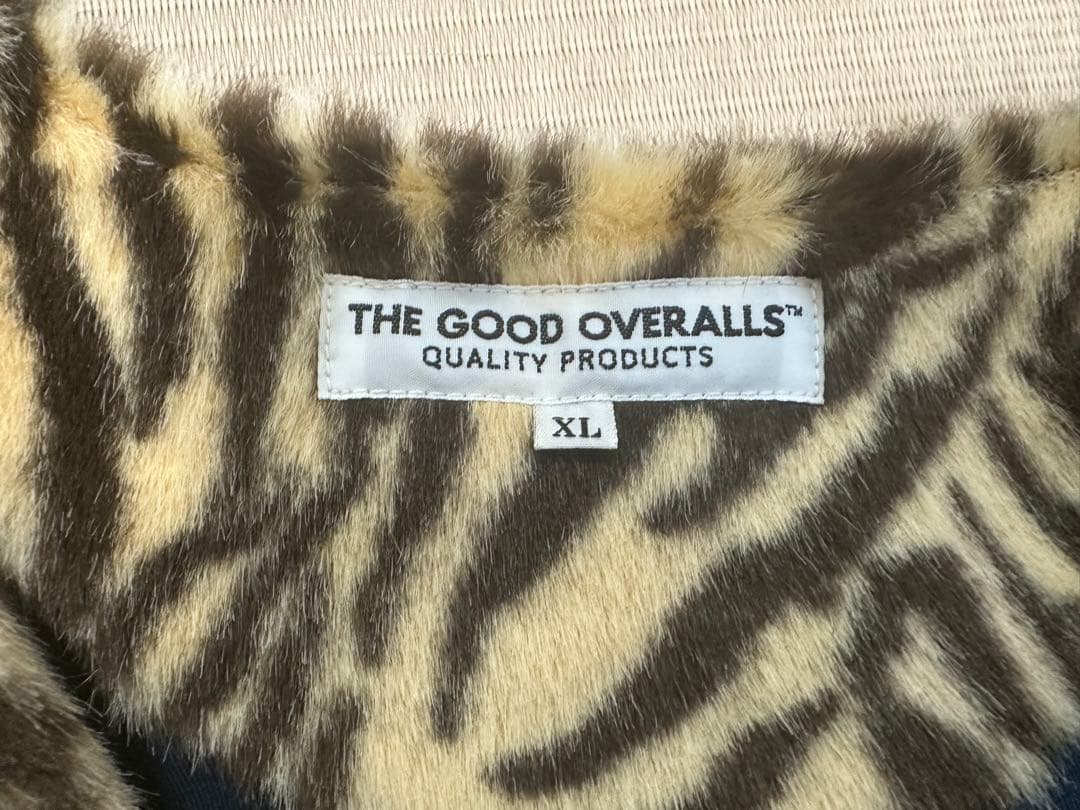 THE GOOD OVERALLS™
QUALITY PRODUCTS
XL